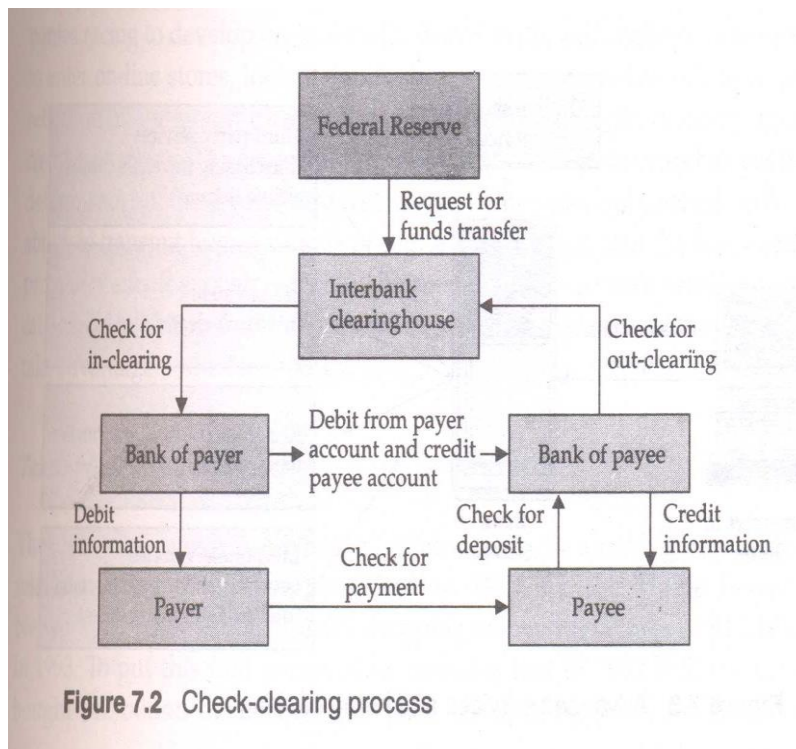 Federal Reserve
Request for
funds transfer
Interbank
clearinghouse
Check for
in-clearing
Check for
out-clearing
Bank of payer
Debit from payer
account and credit
payee account
Bank of payee
Debit
information
Check for
deposit
Credit
information
Payer
Check for
payment
Payee
Figure 7.2 Check-clearing process